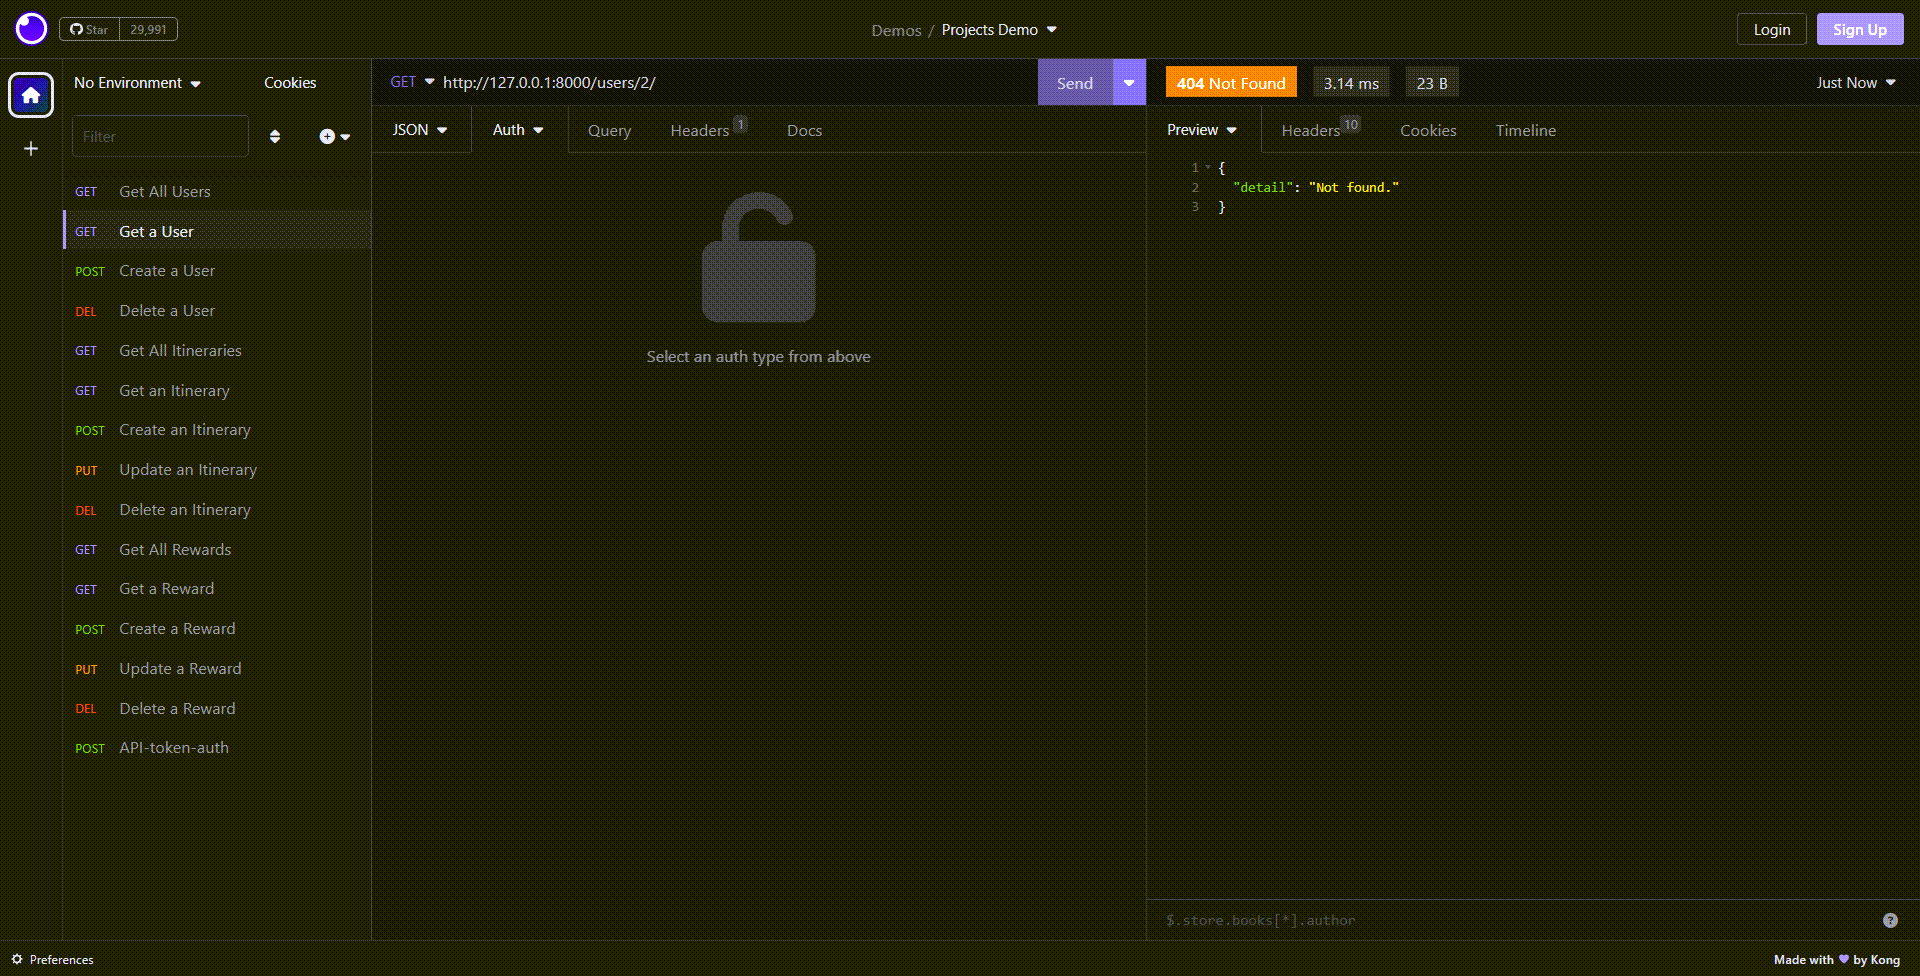 Star 29,991
Demos / Projects Demo
Login
Sign Up
No Environment
Cookies
Filter
GET Get All Users
GET Get a User
POST Create a User
DEL Delete a User
GET Get All Itineraries
GET Get an Itinerary
POST Create an Itinerary
PUT Update an Itinerary
DEL Delete an Itinerary
GET Get All Rewards
GET Get a Reward
POST Create a Reward
PUT Update a Reward
DEL Delete a Reward
POST API-token-auth
GET http://127.0.0.1:8000/users/2/
Send
JSON Auth Query Headers 1 Docs
Select an auth type from above
404 Not Found 3.14 ms 23 B
Just Now
Preview Headers 10 Cookies Timeline
1 {
2 "detail": "Not found."
3 }
$.store.books[*].author
?
Preferences
Made with ♥ by Kong